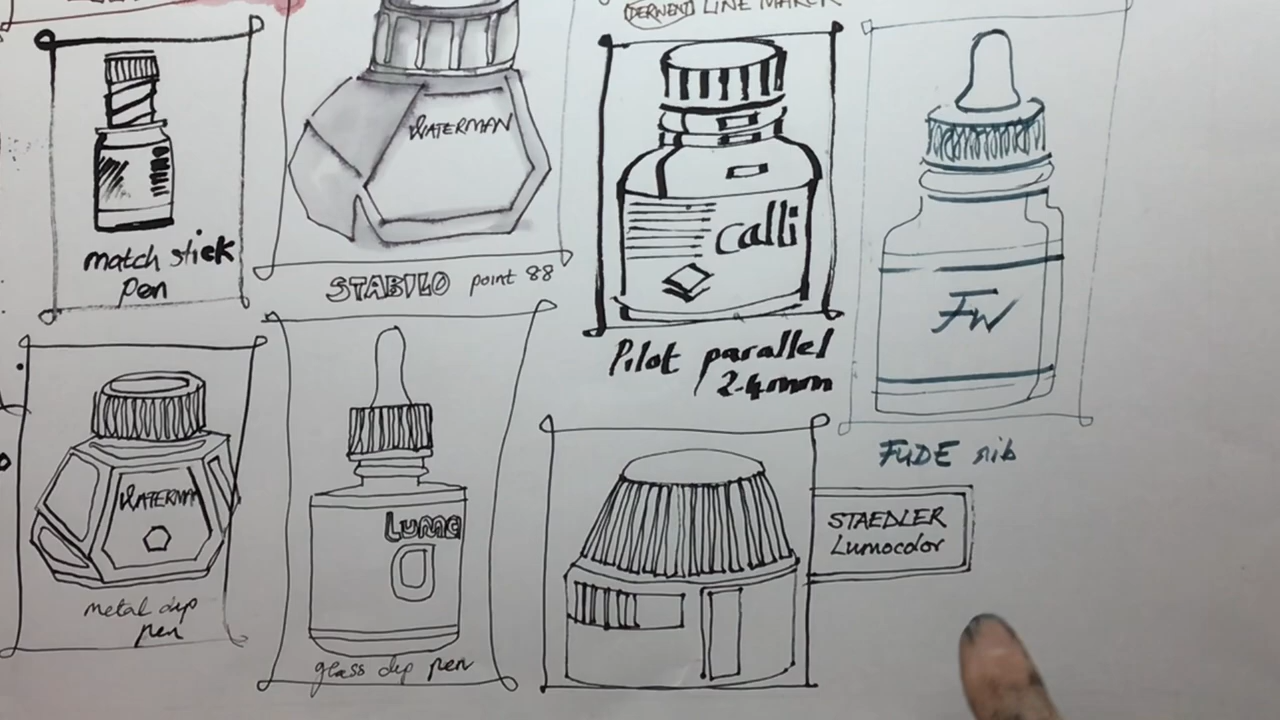 DERWENT LINE MAKER
WATERMAN
calli
match stick
pen
STABILO point 88
FW
Pilot parallel
2.4mm
FUDE nib
WATERMAN
Luma
STAEDLER
Lumocolor
metal dip
pen
glass dip pen